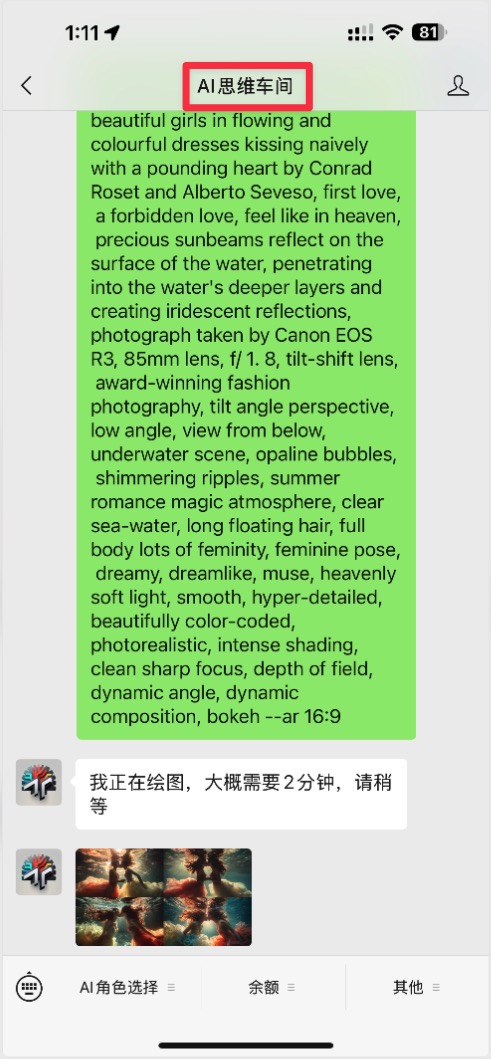 1:11
81
AI思维车间
beautiful girls in flowing and
colourful dresses kissing naively
with a pounding heart by Conrad
Roset and Alberto Seveso, first love,
a forbidden love, feel like in heaven,
precious sunbeams reflect on the
surface of the water, penetrating
into the water's deeper layers and
creating iridescent reflections,
photograph taken by Canon EOS
R3, 85mm lens, f/ 1. 8, tilt-shift lens,
award-winning fashion
photography, tilt angle perspective,
low angle, view from below,
underwater scene, opaline bubbles,
shimmering ripples, summer
romance magic atmosphere, clear
sea-water, long floating hair, full
body lots of feminity, feminine pose,
dreamy, dreamlike, muse, heavenly
soft light, smooth, hyper-detailed,
beautifully color-coded,
photorealistic, intense shading,
clean sharp focus, depth of field,
dynamic angle, dynamic
composition, bokeh --ar 16:9
我正在绘图，大概需要2分钟，请稍
等
AI角色选择
余额
其他